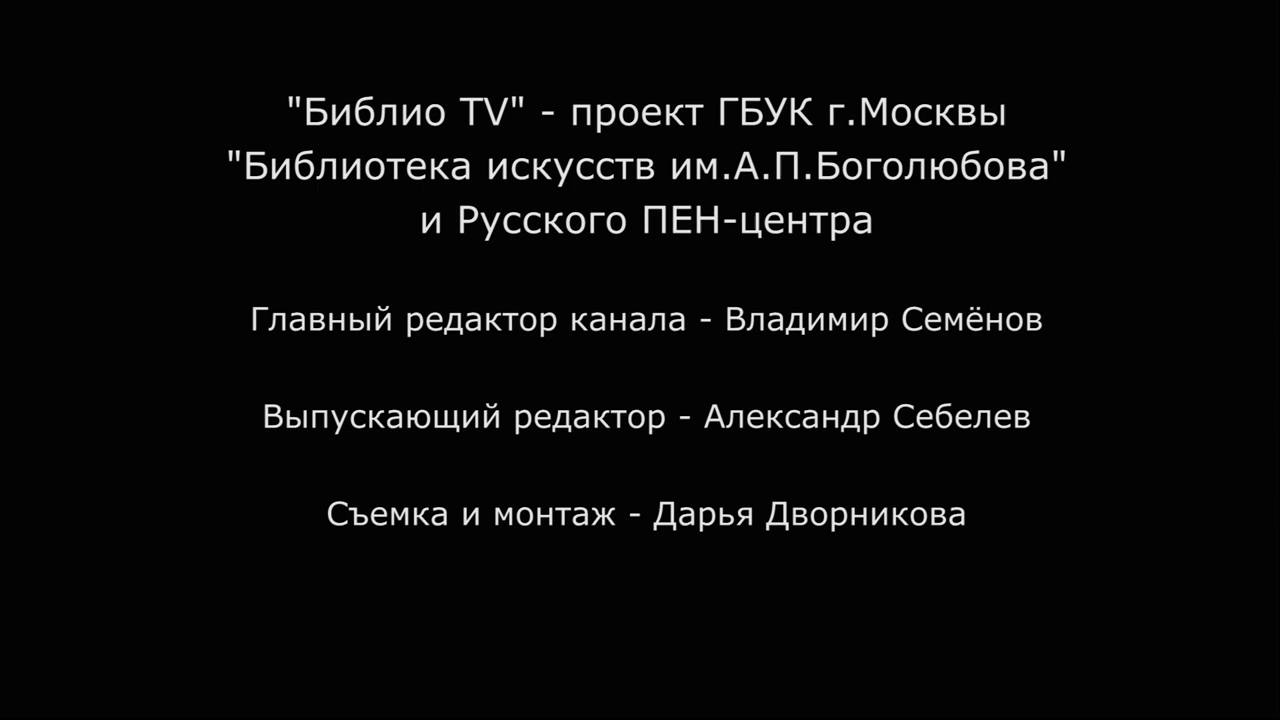 "Библио TV" - проект ГБУК г.Москвы
"Библиотека искусств им.А.П.Боголюбова"
и Русского ПЕН-центра
Главный редактор канала - Владимир Семёнов
Выпускающий редактор - Александр Себелев
Съемка и монтаж - Дарья Дворникова